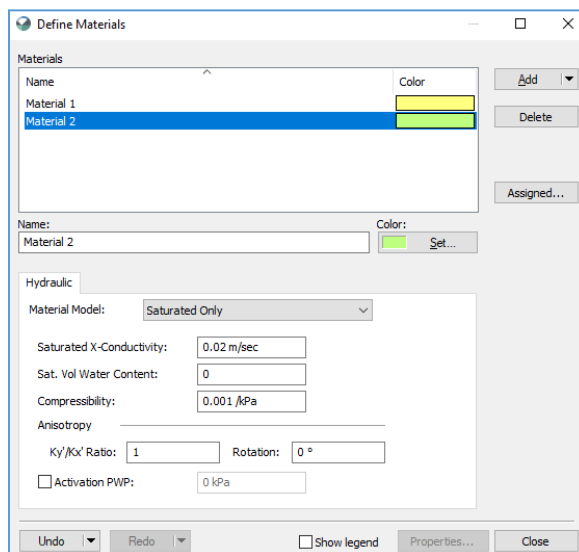 Define Materials
Materials
Name Color
Add
Material 1
Material 2
Delete
Assigned...
Name: Color:
Material 2 Set...
Hydraulic
Material Model: Saturated Only
Saturated X-Conductivity: 0.02 m/sec
Sat. Vol Water Content: 0
Compressibility: 0.001 /kPa
Anisotropy
Ky'/Kx' Ratio: 1 Rotation: 0 °
Activation PWP: 0 kPa
Undo Redo Show legend Properties... Close